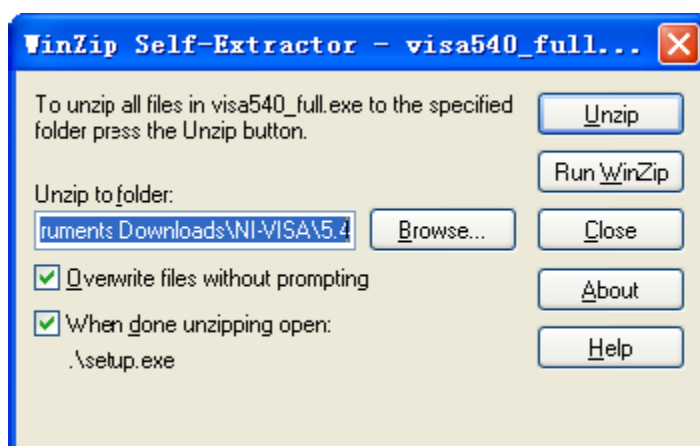 WinZip Self-Extractor - visa540_full...
To unzip all files in visa540_full.exe to the specified
folder press the Unzip button.
Unzip to folder:
ruments Downloads\NI-VISA\5.4
Browse...
Overwrite files without prompting
When done unzipping open:
.\setup.exe
Unzip
Run WinZip
Close
About
Help